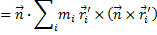 = n⃗ · ∑ᵢ mᵢ r⃗ᵢ′ × (n⃗ × r⃗ᵢ′)